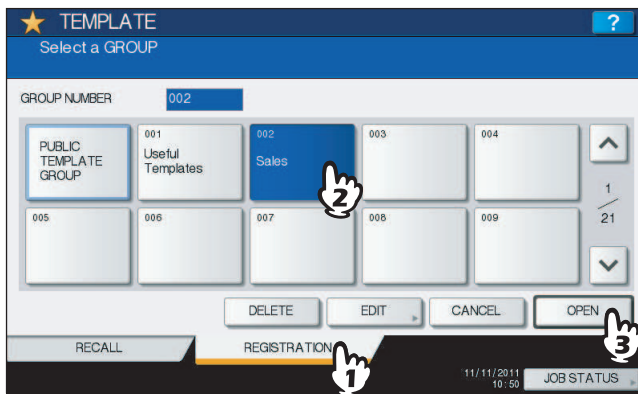 TEMPLATE
?
Select a GROUP
GROUP NUMBER 002
PUBLIC
TEMPLATE
GROUP
001
Useful
Templates
002
Sales
2
003
004
1
21
005
006
007
008
009
DELETE
EDIT
CANCEL
OPEN
3
RECALL
REGISTRATION
1
11/11/2011
10:50
JOB STATUS